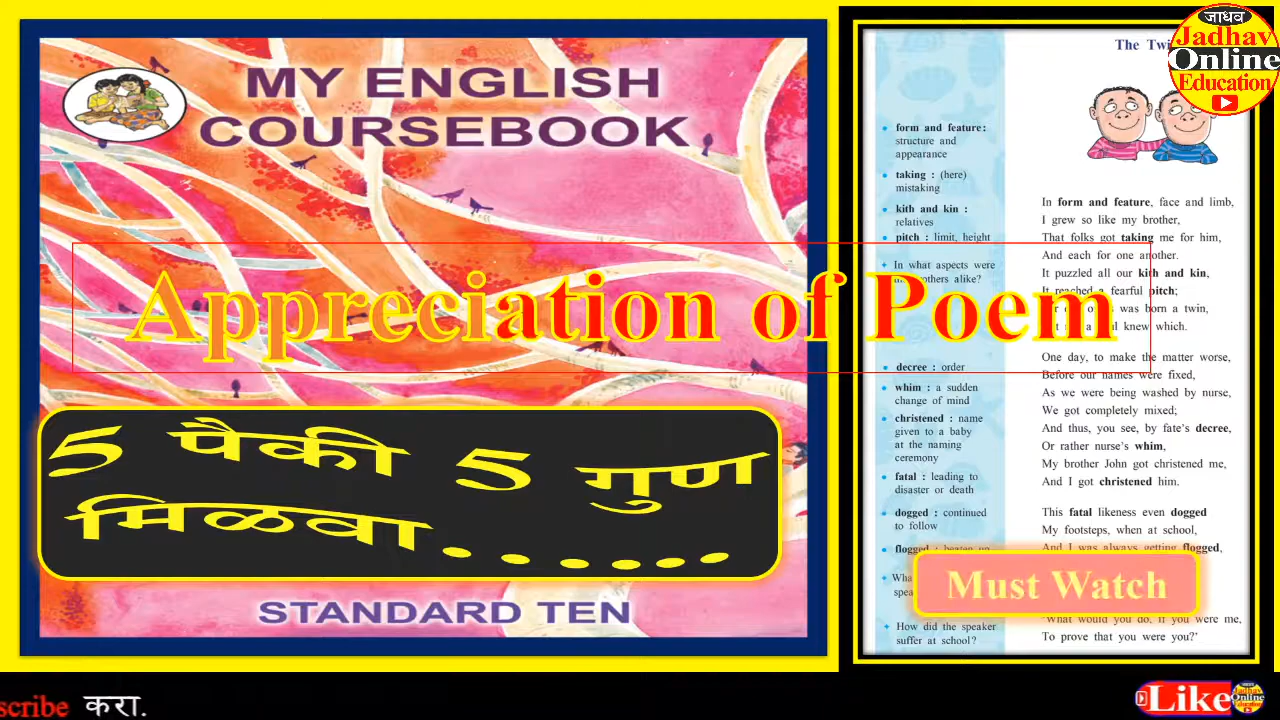 MY ENGLISH
COURSEBOOK
Appreciation of Poem
5 पैकी 5 गुण
मिळवा......
STANDARD TEN
The Twi
जाधव
Jadhav
Online
Education
form and feature:
structure and
appearance
taking : (here)
mistaking
kith and kin :
relatives
pitch : limit, height
In what aspects were
alike?
decree : order
whim : a sudden
change of mind
christened : name
given to a baby
at the naming
ceremony
fatal : leading to
disaster or death
dogged : continued
to follow
flogged :
How did the speaker
suffer at school?
In form and feature, face and limb,
I grew so like my brother,
That folks got taking me for him,
And each for one another.
It puzzled all our kith and kin,
It reached a fearful pitch;
was born a twin,
knew which.
One day, to make the matter worse,
Before our names were fixed,
As we were being washed by nurse,
We got completely mixed;
And thus, you see, by fate's decree,
Or rather nurse's whim,
My brother John got christened me,
And I got christened him.
This fatal likeness even dogged
My footsteps, when at school,
And I was always getting flogged,
Must Watch
'What would you do, if you were me,
To prove that you were you?'
scribe करा.
Like
जाधव
Jadhav
Online
Education